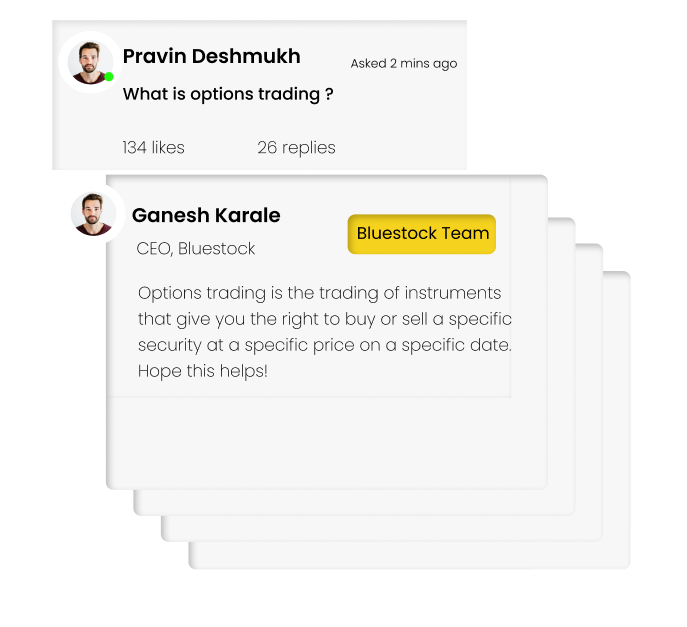 Pravin Deshmukh
Asked 2 mins ago
What is options trading ?
134 likes
26 replies
Ganesh Karale
Bluestock Team
CEO, Bluestock
Options trading is the trading of instruments
that give you the right to buy or sell a specific
security at a specific price on a specific date.
Hope this helps!